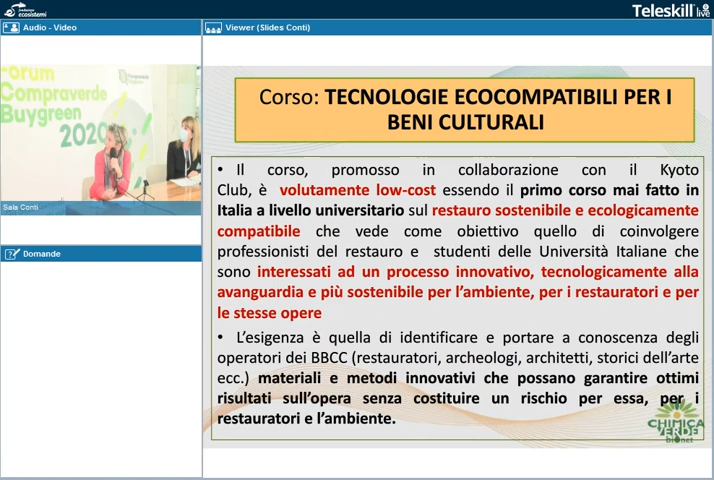 fondazione
ecosistemi
Teleskill live
Audio - Video
Viewer (Slides Conti)
Forum
Compraverde
Buygreen
2020
Sala Conti
Domande
Corso: TECNOLOGIE ECOCOMPATIBILI PER I
BENI CULTURALI
• Il corso, promosso in collaborazione con il Kyoto
Club, è volutamente low-cost essendo il primo corso mai fatto in
Italia a livello universitario sul restauro sostenibile e ecologicamente
compatibile che vede come obiettivo quello di coinvolgere
professionisti del restauro e studenti delle Università Italiane che
sono interessati ad un processo innovativo, tecnologicamente alla
avanguardia e più sostenibile per l'ambiente, per i restauratori e per
le stesse opere
• L'esigenza è quella di identificare e portare a conoscenza degli
operatori dei BBCC (restauratori, archeologi, architetti, storici dell'arte
ecc.) materiali e metodi innovativi che possano garantire ottimi
risultati sull'opera senza costituire un rischio per essa, per i
restauratori e l'ambiente.
CHIMICA
VERDE
bionet